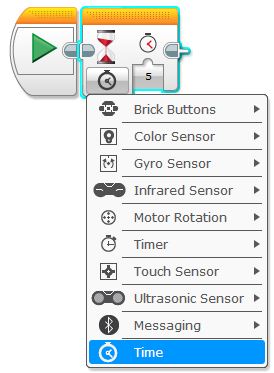 5
Brick Buttons
Color Sensor
Gyro Sensor
Infrared Sensor
Motor Rotation
Timer
Touch Sensor
Ultrasonic Sensor
Messaging
Time